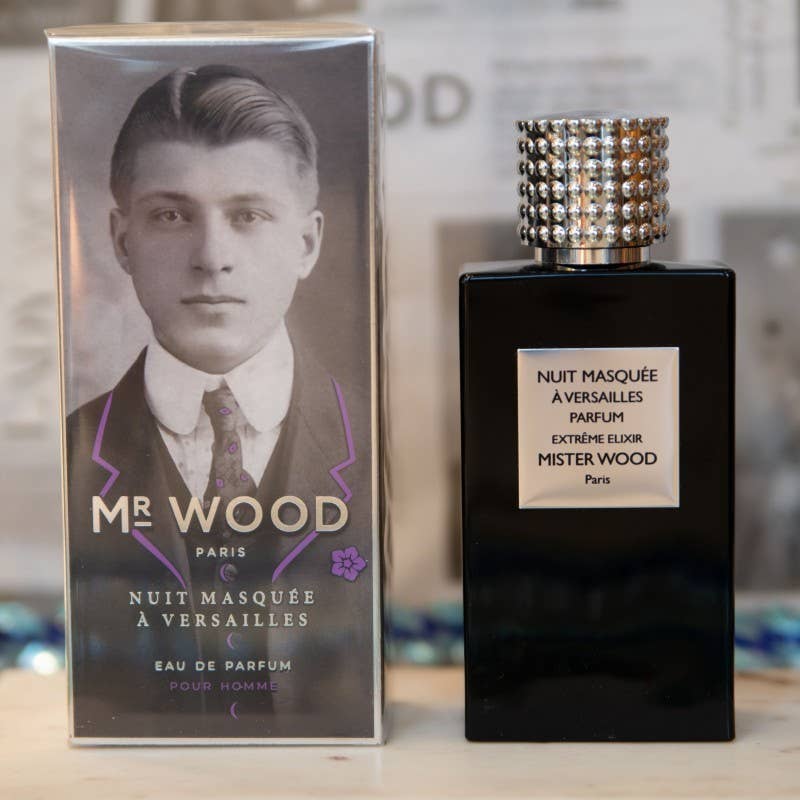 MR WOOD
PARIS
NUIT MASQUÉE
À VERSAILLES
EAU DE PARFUM
POUR HOMME
NUIT MASQUÉE
À VERSAILLES
PARFUM
EXTRÊME ELIXIR
MISTER WOOD
Paris
OD